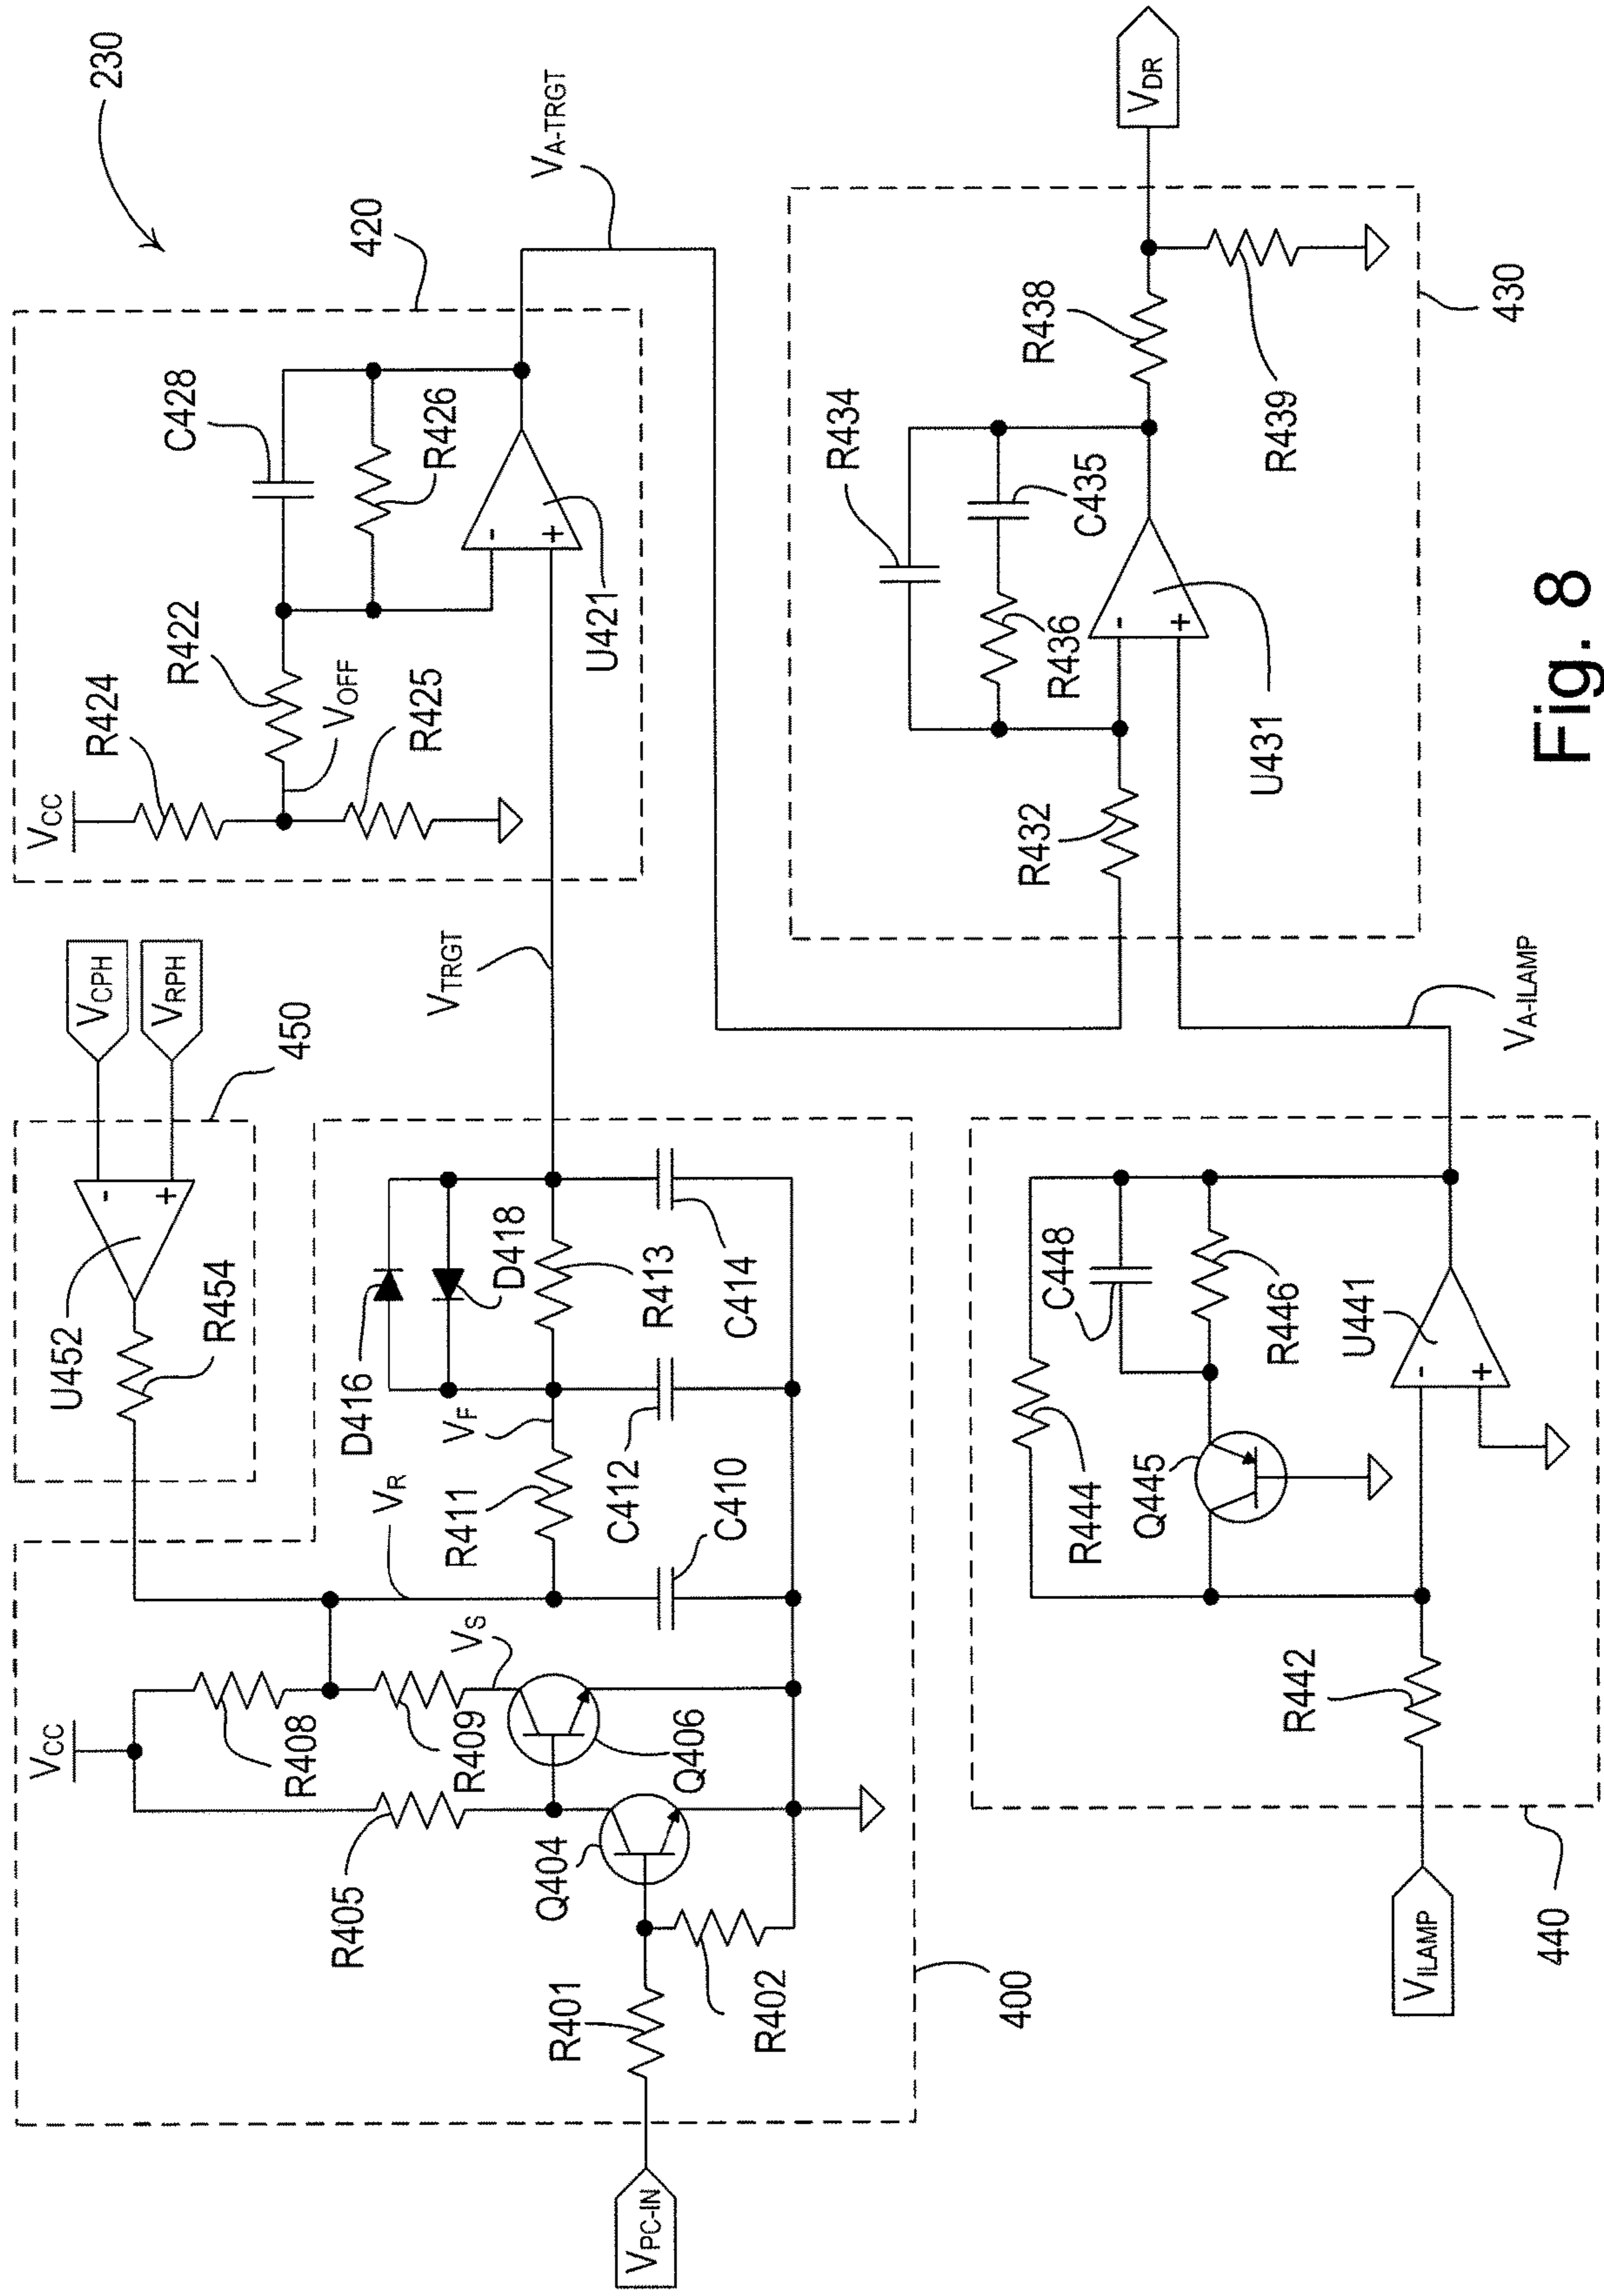 230
VCC
R424
R422
VOFF
R425
C428
R426
U421
420
VA-TRGT
VCPH
VRPH
450
U452
R454
VTRGT
VCC
R408
R409
R405
VS
Q406
Q404
R401
R402
VPC-IN
VR
VF
R411
C412
C410
D416
D418
R413
C414
400
R434
R436
C435
R432
U431
R438
R439
VDR
430
VILAMP
R442
R444
Q445
C448
R446
U441
440
VA-ILAMP
-
+
-
+
-
+
-
+
Fig. 8